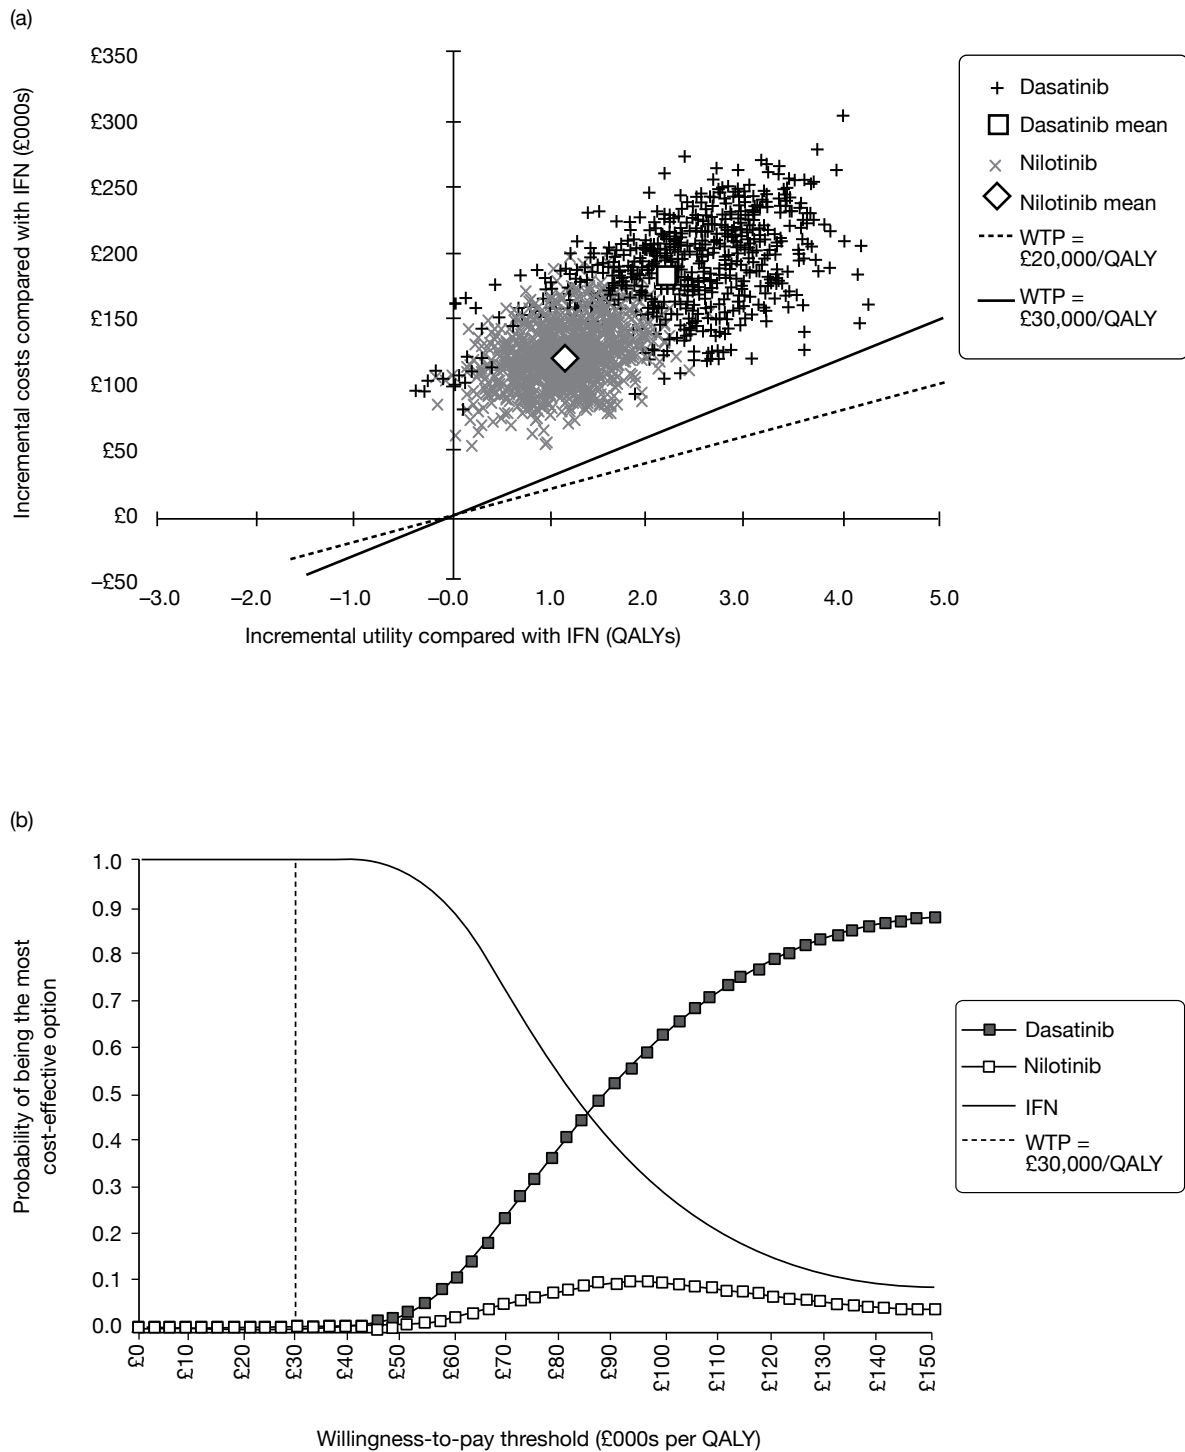 (a)
£350
£300
£250
£200
£150
£100
£50
£0
–£50
Incremental costs compared with IFN (£000s)
–3.0
–2.0
–1.0
–0.0
1.0
2.0
3.0
4.0
5.0
Incremental utility compared with IFN (QALYs)
Dasatinib
Dasatinib mean
Nilotinib
Nilotinib mean
WTP =
£20,000/QALY
WTP =
£30,000/QALY
(b)
1.0
0.9
0.8
0.7
0.6
0.5
0.4
0.3
0.2
0.1
0.0
Probability of being the most
cost-effective option
£0
£10
£20
£30
£40
£50
£60
£70
£80
£90
£100
£110
£120
£130
£140
£150
Willingness-to-pay threshold (£000s per QALY)
Dasatinib
Nilotinib
IFN
WTP =
£30,000/QALY